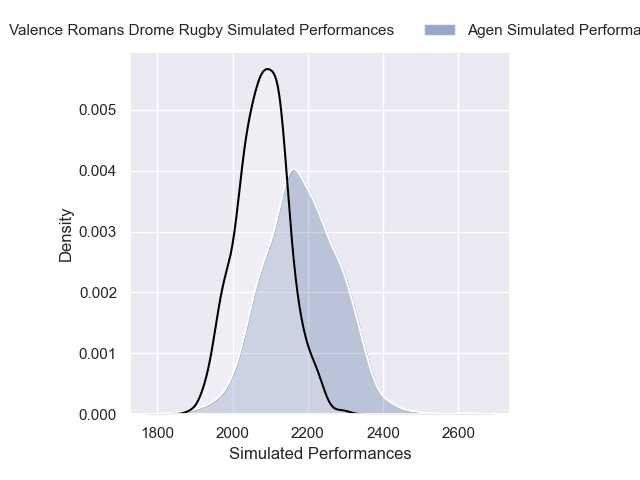 Valence Romans Drome Rugby Simulated Performances
Agen Simulated Performa
0.005
0.004
0.003
0.002
0.001
0.000
Density
1800 2000 2200 2400 2600
Simulated Performances